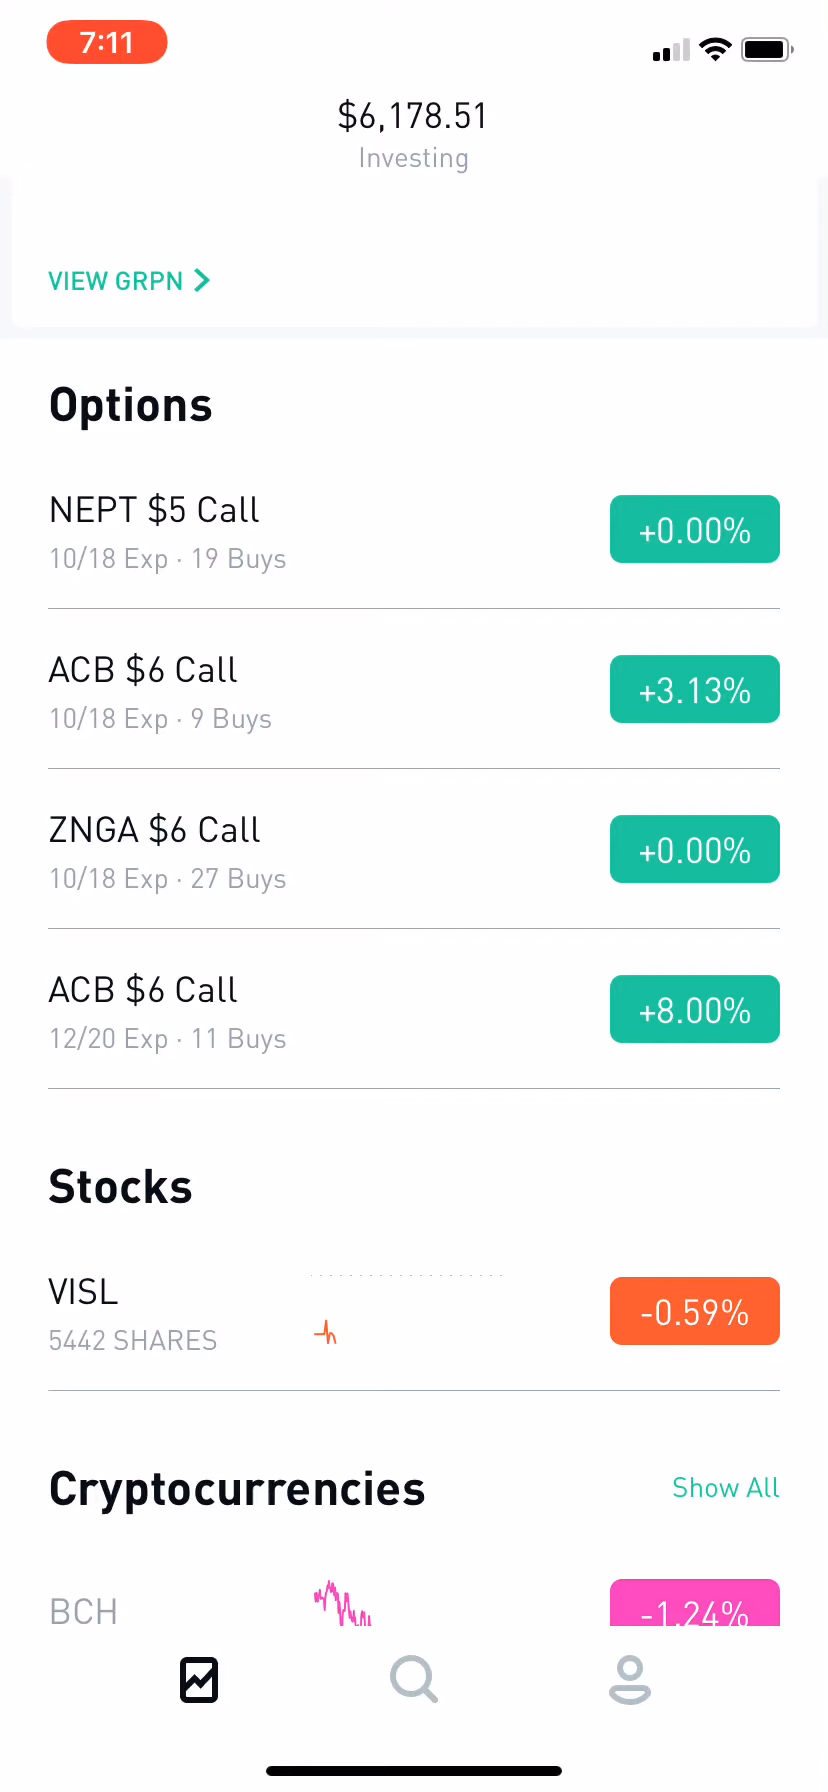 7:11
$6,178.51
Investing
VIEW GRPN
Options
NEPT $5 Call
+0.00%
10/18 Exp · 19 Buys
ACB $6 Call
+3.13%
10/18 Exp · 9 Buys
ZNGA $6 Call
+0.00%
10/18 Exp · 27 Buys
ACB $6 Call
+8.00%
12/20 Exp · 11 Buys
Stocks
VISL
-0.59%
5442 SHARES
Cryptocurrencies
Show All
BCH
-1.24%